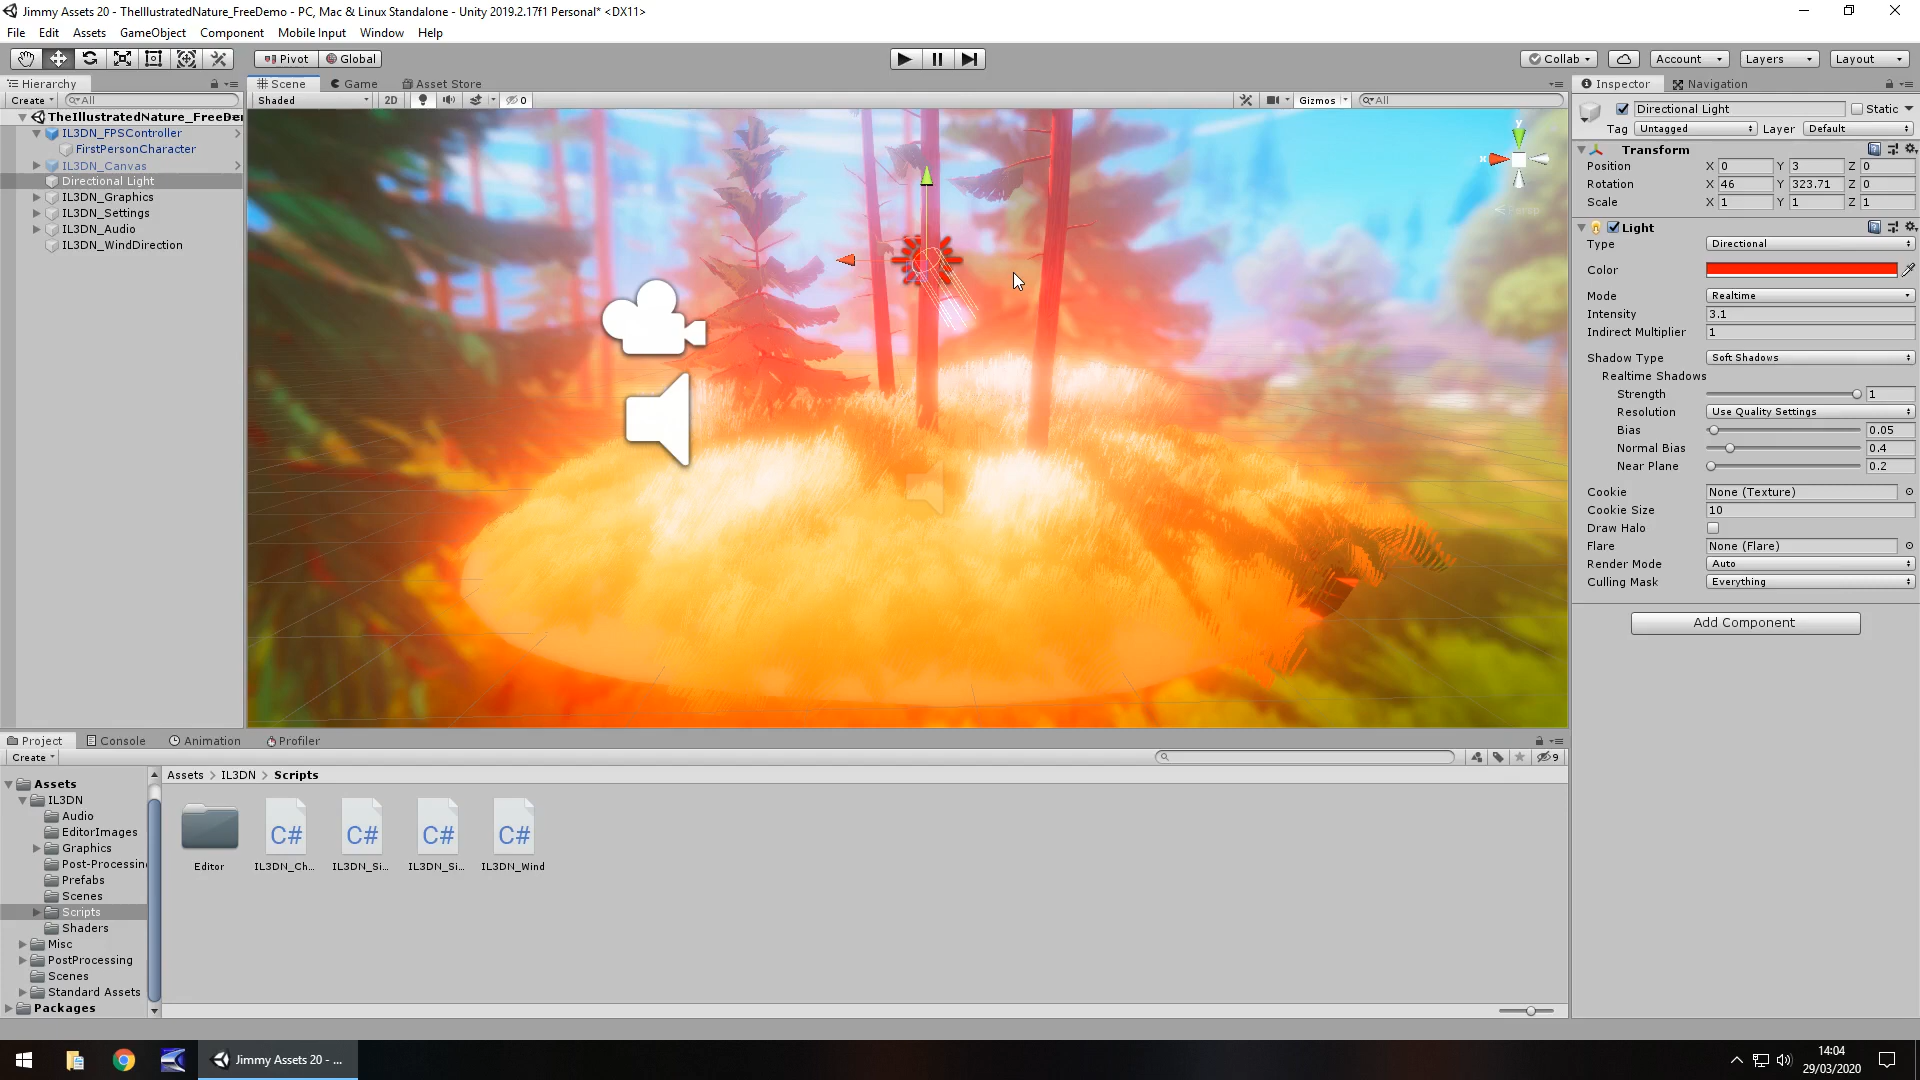 Jimmy Assets 20 - TheIllustratedNature_FreeDemo - PC, Mac & Linux Standalone - Unity 2019.2.17f1 Personal* <DX11>
File Edit Assets GameObject Component Mobile Input Window Help
Pivot Global Collab Account Layers Layout
Hierarchy
Create All
TheIllustratedNature_FreeDe
IL3DN_FPSController
FirstPersonCharacter
IL3DN_Canvas
Directional Light
IL3DN_Graphics
IL3DN_Settings
IL3DN_Audio
IL3DN_WindDirection
Scene Game Asset Store
Shaded 2D 0 Gizmos All
y
x
Persp
Inspector Navigation
Directional Light Static
Tag Untagged Layer Default
Transform
Position X 0 Y 3 Z 0
Rotation X 46 Y 323.71 Z 0
Scale X 1 Y 1 Z 1
Light
Type Directional
Color
Mode Realtime
Intensity 3.1
Indirect Multiplier 1
Shadow Type Soft Shadows
Realtime Shadows
Strength 1
Resolution Use Quality Settings
Bias 0.05
Normal Bias 0.4
Near Plane 0.2
Cookie None (Texture)
Cookie Size 10
Draw Halo
Flare None (Flare)
Render Mode Auto
Culling Mask Everything
Add Component
Project Console Animation Profiler
Create 9
Assets
IL3DN
Audio
EditorImages
Graphics
Post-Processin
Prefabs
Scenes
Scripts
Shaders
Misc
PostProcessing
Scenes
Standard Assets
Packages
Assets > IL3DN > Scripts
C# C# C# C#
Editor IL3DN_Ch... IL3DN_Si... IL3DN_Si... IL3DN_Wind
Jimmy Assets 20 - ...
14:04
29/03/2020